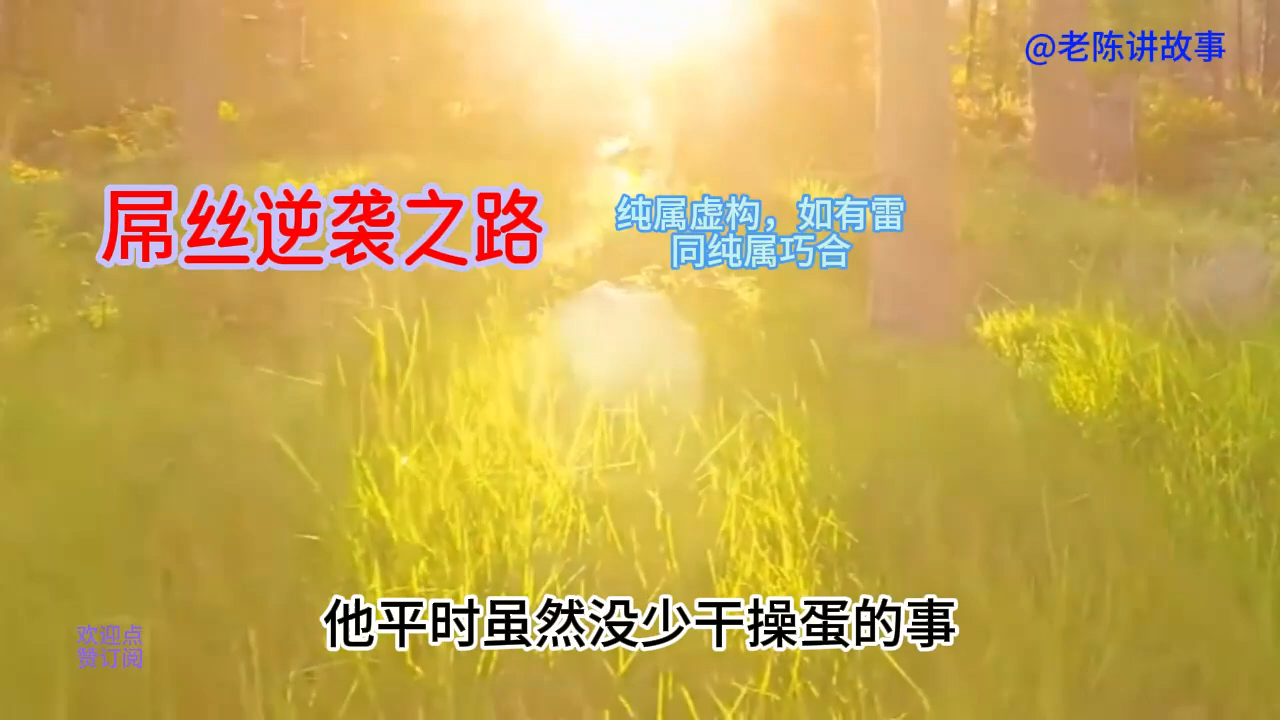 @老陈讲故事
屌丝逆袭之路
纯属虚构，如有雷
同纯属巧合
他平时虽然没少干操蛋的事
欢迎点
赞订阅